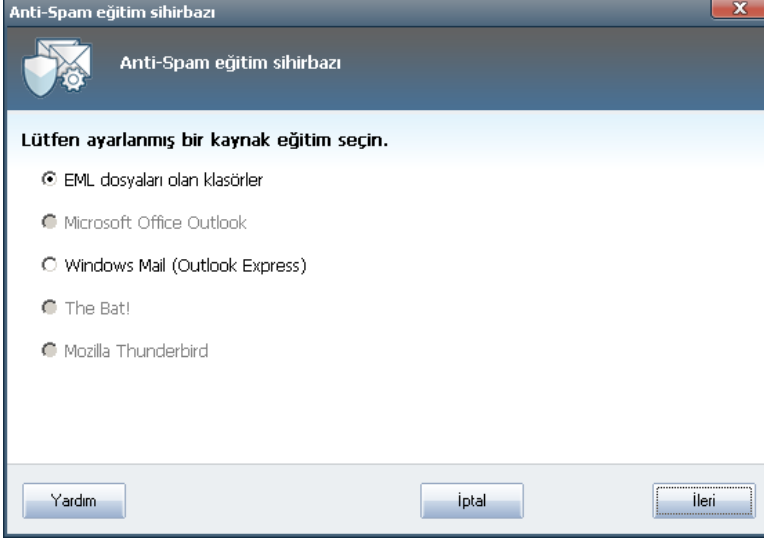 Anti-Spam eğitim sihirbazı
Anti-Spam eğitim sihirbazı
Lütfen ayarlanmış bir kaynak eğitim seçin.
EML dosyaları olan klasörler
Microsoft Office Outlook
Windows Mail (Outlook Express)
The Bat!
Mozilla Thunderbird
Yardım İptal İleri